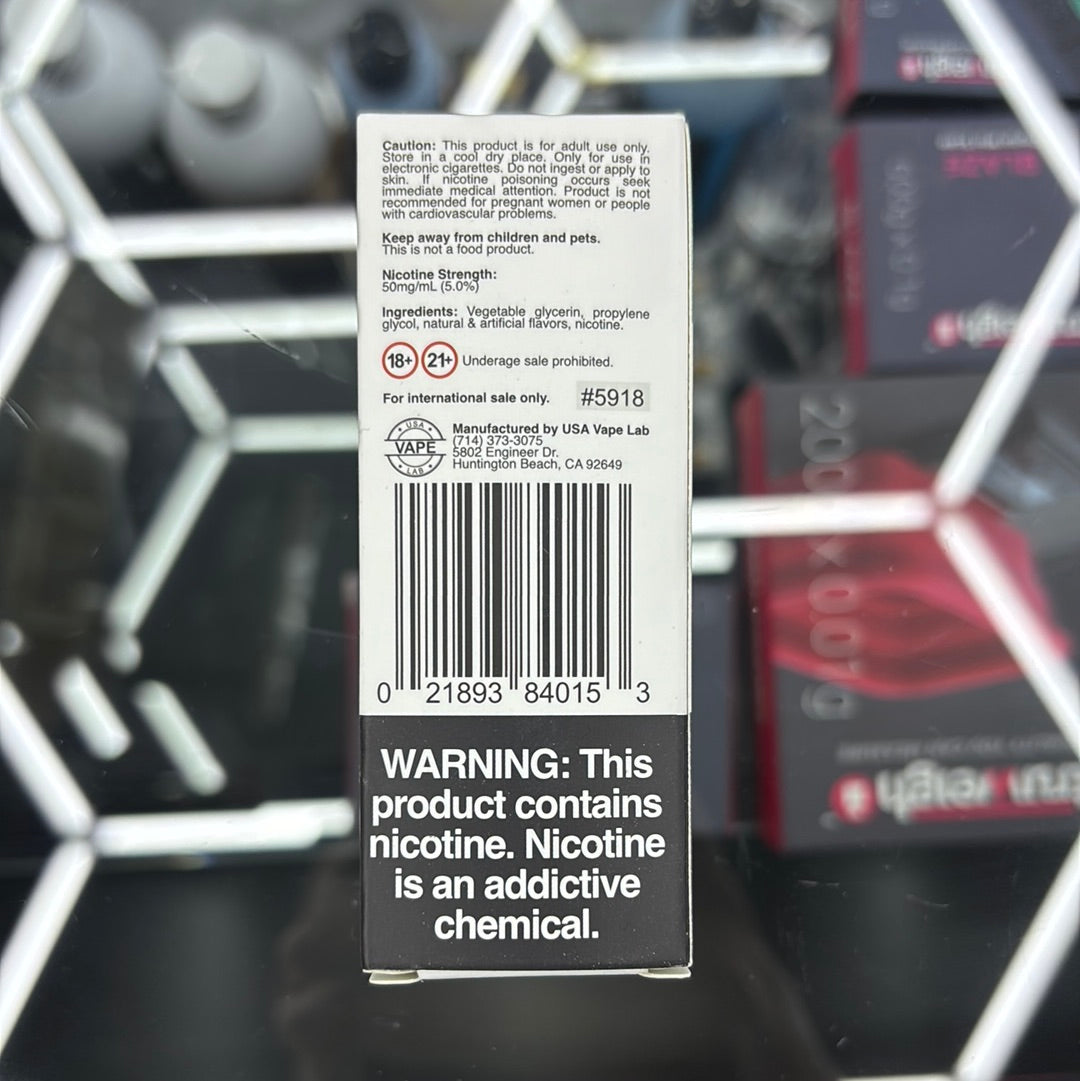 Caution: This product is for adult use only.
Store in a cool dry place. Only for use in
electronic cigarettes. Do not ingest or apply to
skin. If nicotine poisoning occurs seek
immediate medical attention. Product is not
recommended for pregnant women or people
with cardiovascular problems.
Keep away from children and pets.
This is not a food product.
Nicotine Strength:
50mg/mL (5.0%)
Ingredients: Vegetable glycerin, propylene
glycol, natural & artificial flavors, nicotine.
18+ 21+ Underage sale prohibited.
For international sale only. #5918
USA
VAPE
LAB
Manufactured by USA Vape Lab
(714) 373-3075
5802 Engineer Dr.
Huntington Beach, CA 92649
0 21893 84015 3
WARNING: This
product contains
nicotine. Nicotine
is an addictive
chemical.
BLAZE
200 x 0.01g
truweigh